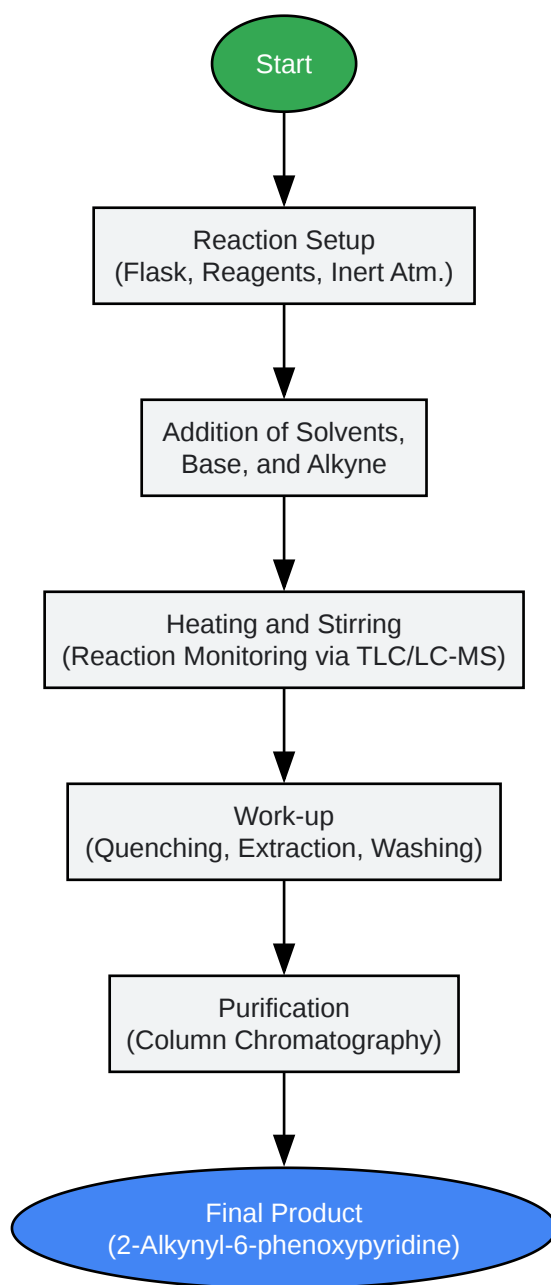 Start
Reaction Setup
(Flask, Reagents, Inert Atm.)
Addition of Solvents,
Base, and Alkyne
Heating and Stirring
(Reaction Monitoring via TLC/LC-MS)
Work-up
(Quenching, Extraction, Washing)
Purification
(Column Chromatography)
Final Product
(2-Alkynyl-6-phenoxypyridine)